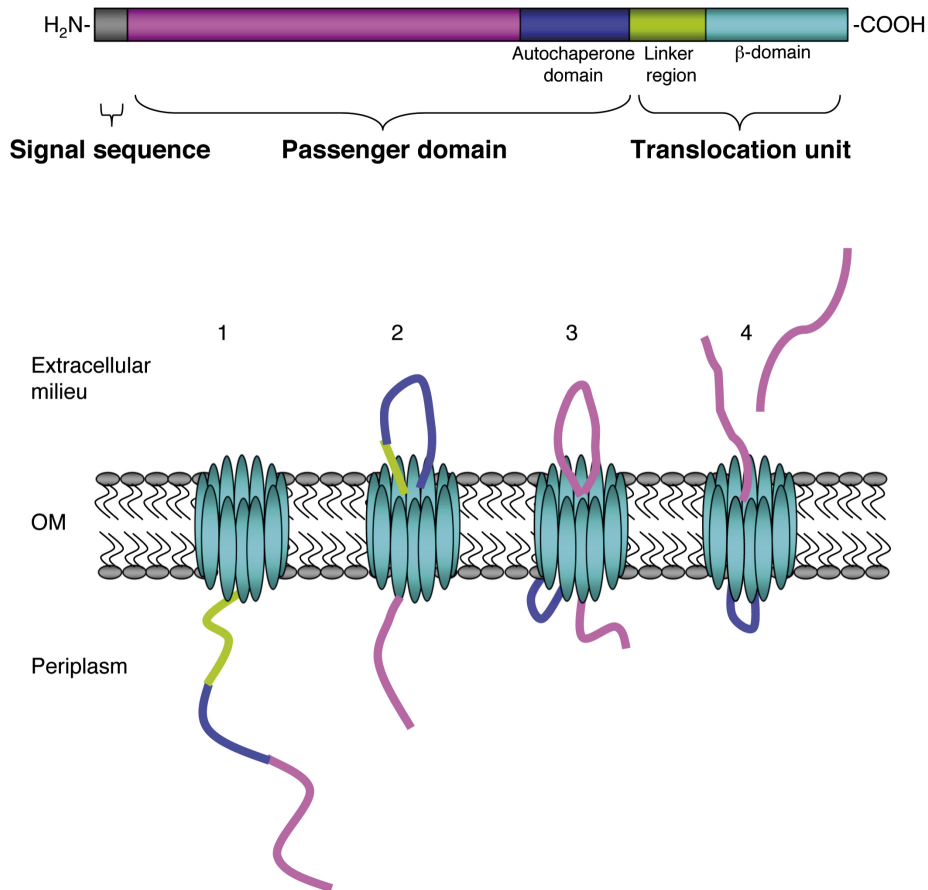 H₂N- -COOH
Autochaperone domain
Linker region
β-domain
Signal sequence
Passenger domain
Translocation unit
1 2 3 4
Extracellular
milieu
OM
Periplasm